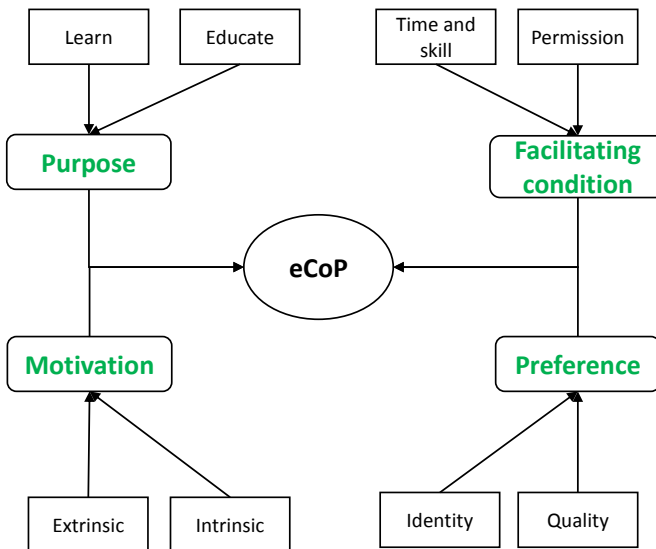 Learn
Educate
Time and
skill
Permission
Purpose
Facilitating
condition
eCoP
Motivation
Preference
Extrinsic
Intrinsic
Identity
Quality